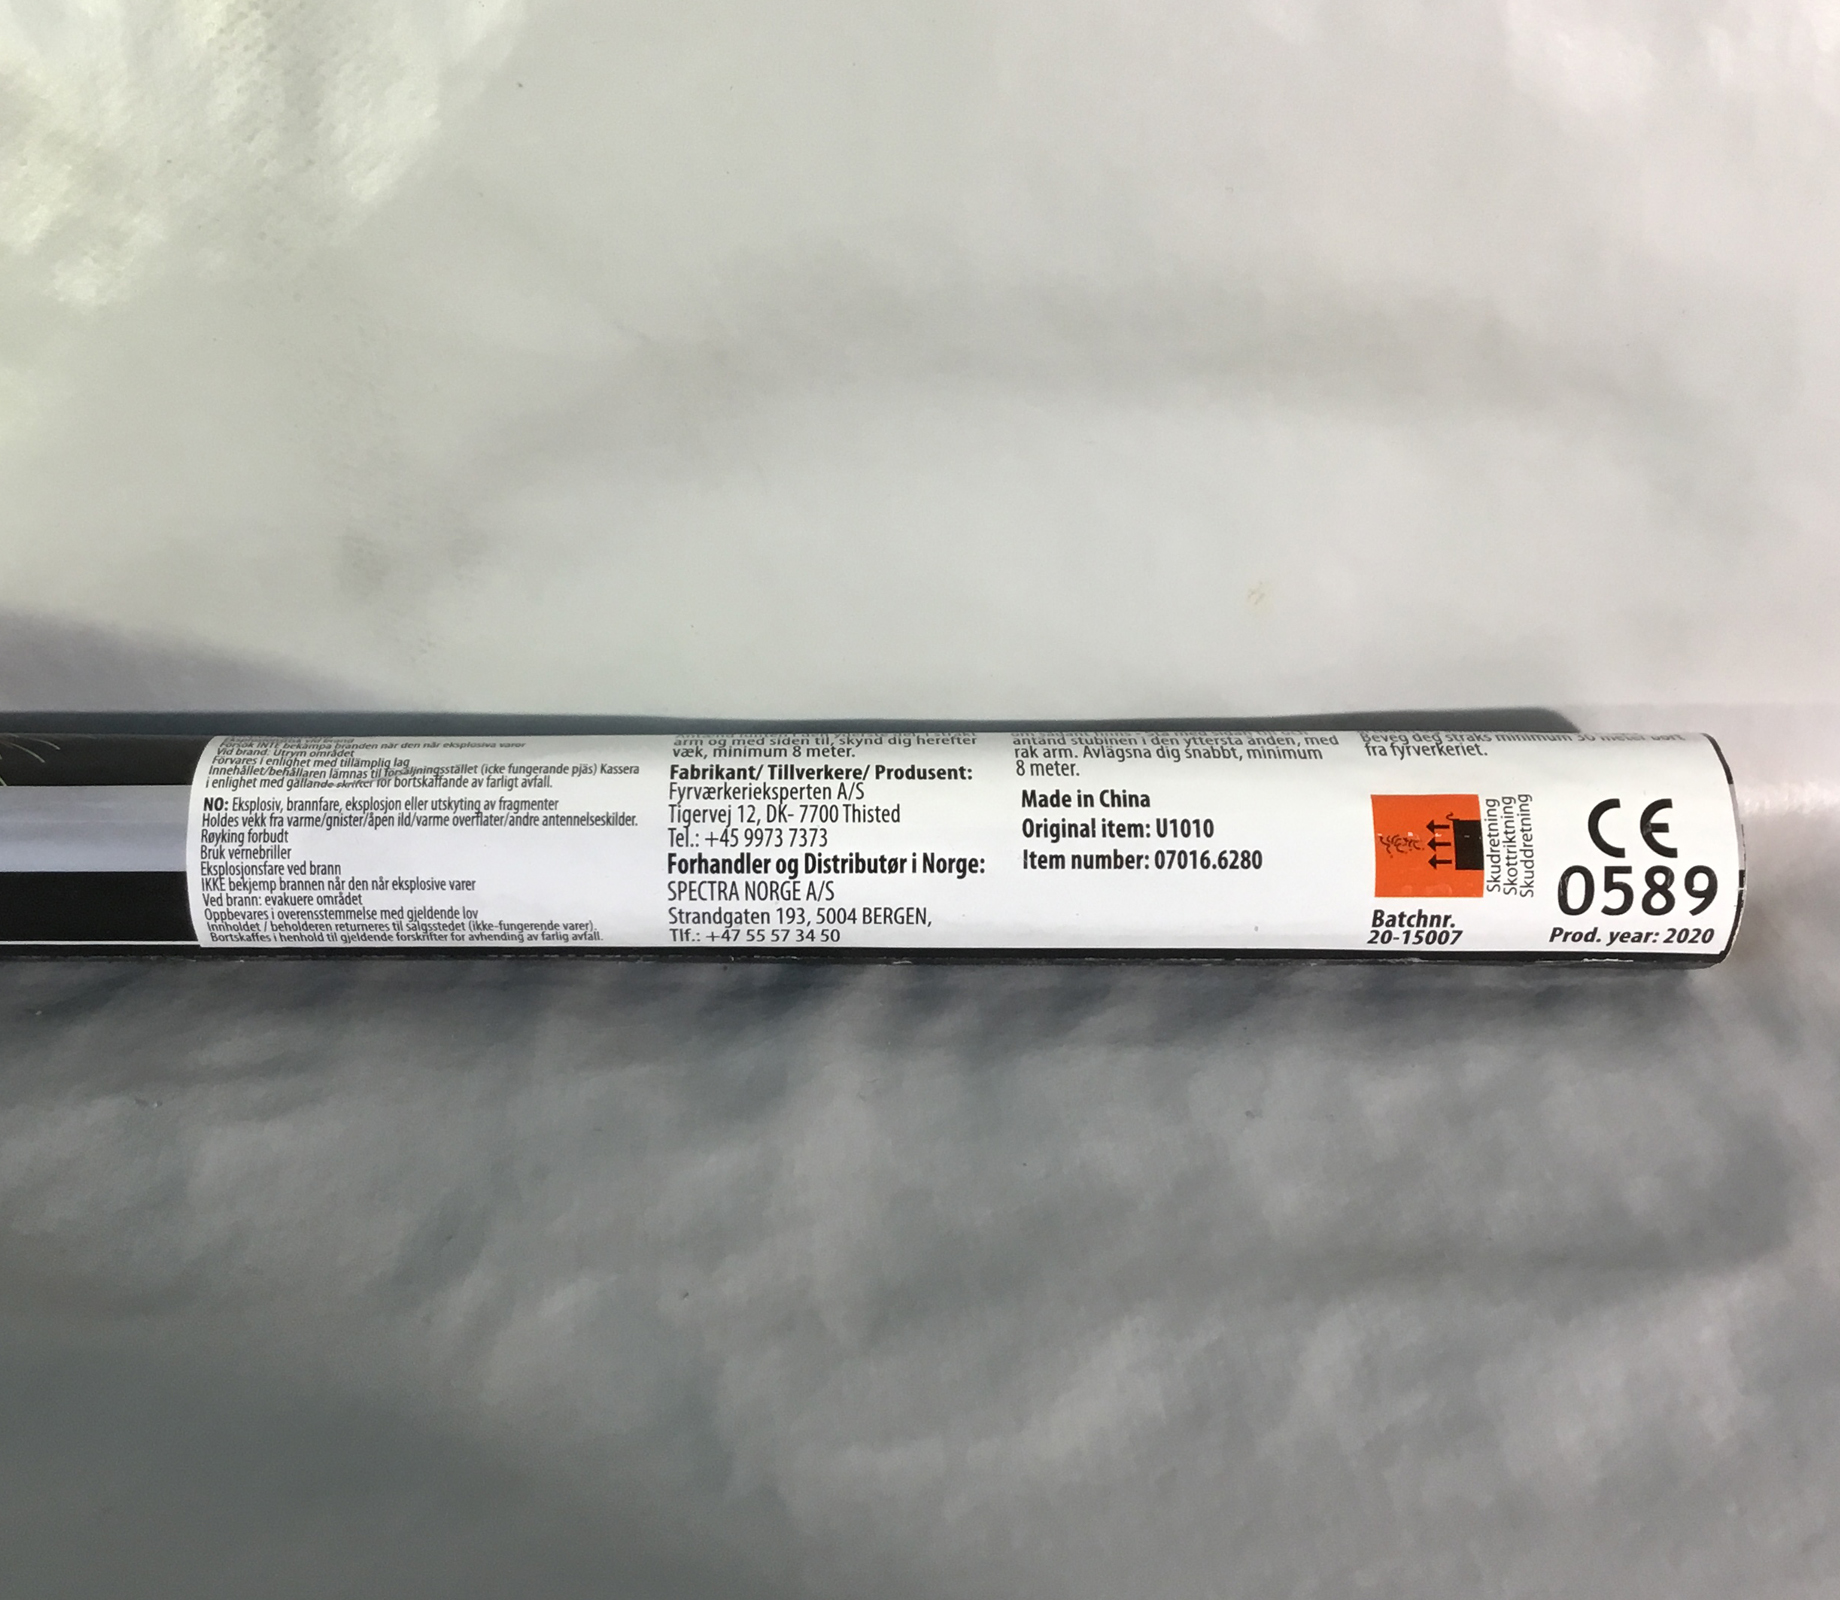 Försök INTE bekämpa branden när den når explosiva varor
Vid brand: Utrym området
Förvares i enlighet med tillämplig lag
Innehållet/behållaren lämnas til försäljningsstället (icke fungerande pjäs) Kassera
i enlighet med gällande skrifter för bortskaffande av farligt avfall.
NO: Eksplosiv, brannfare, eksplosjon eller utskyting av fragmenter
Holdes vekk fra varme/gnister/åpen ild/varme overflater/andre antennelseskilder.
Røyking forbudt
Bruk vernebriller
Eksplosjonsfare ved brann
IKKE bekjemp brannen når den når eksplosive varer
Ved brann: evakuere området
Oppbevares i overensstemmelse med gjeldende lov
Innholdet / beholderen returneres til salgsstedet (ikke-fungerende varer).
Bortskaffes i henhold til gjeldende forskrifter for avhending av farlig avfall.
arm og med siden til, skynd dig herefter
væk, minimum 8 meter.
Fabrikant/ Tillverkere/ Produsent:
Fyrværkerieksperten A/S
Tigervej 12, DK- 7700 Thisted
Tel.: +45 9973 7373
Forhandler og Distributør i Norge:
SPECTRA NORGE A/S
Strandgaten 193, 5004 BERGEN,
Tlf.: +47 55 57 34 50
antänd stubinen i den yttersta änden, med
rak arm. Avlägsna dig snabbt, minimum
8 meter.
Made in China
Original item: U1010
Item number: 07016.6280
Beveg deg straks minimum 30 meter bort
fra fyrverkeriet.
Skudretning
Skottriktning
Skuddretning
Batchnr.
20-15007
CE
0589
Prod. year: 2020